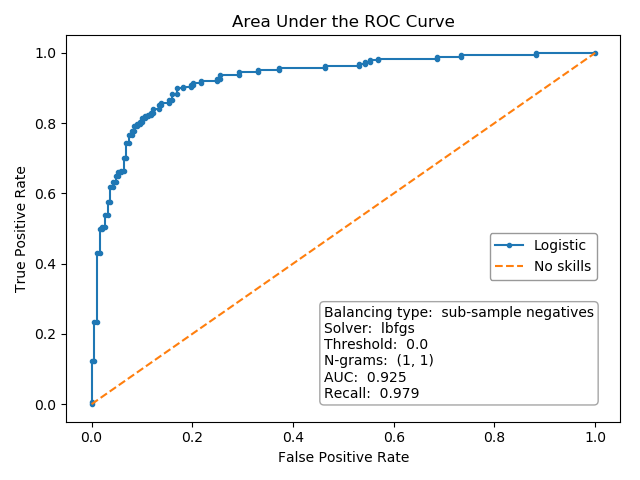 Area Under the ROC Curve
True Positive Rate
1.0
0.8
0.6
0.4
0.2
0.0
Logistic
No skills
Balancing type:  sub-sample negatives
Solver:  lbfgs
Threshold:  0.0
N-grams:  (1, 1)
AUC:  0.925
Recall:  0.979
0.0 0.2 0.4 0.6 0.8 1.0
False Positive Rate